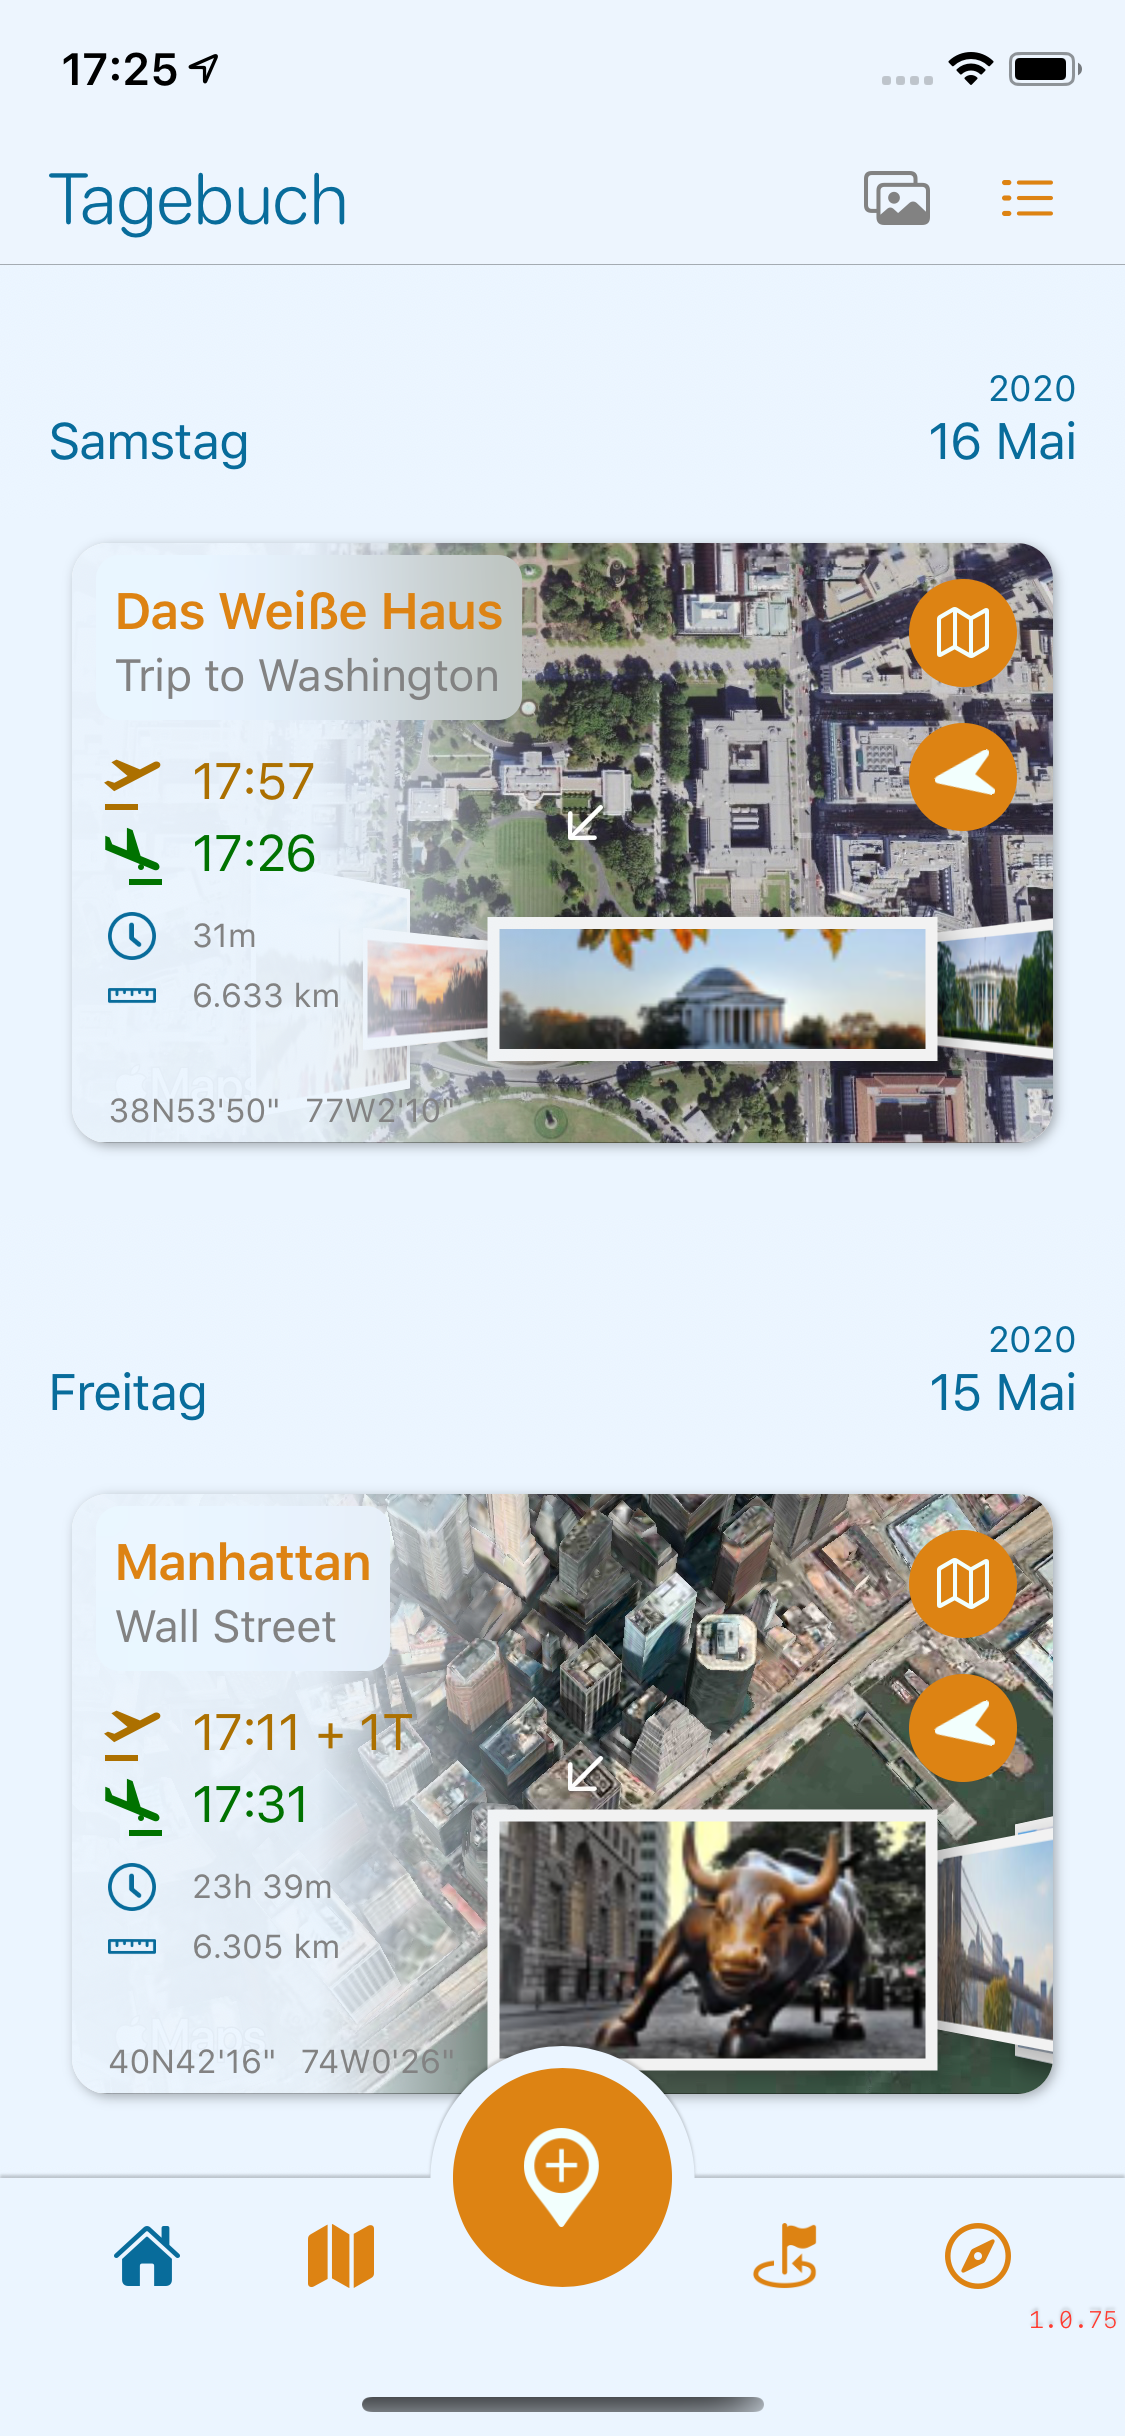 17:25
Tagebuch
2020
Samstag 16 Mai
Das Weiße Haus
Trip to Washington
17:57
17:26
31m
6.633 km
Maps
38N53'50" 77W2'10"
2020
Freitag 15 Mai
Manhattan
Wall Street
17:11 + 1T
17:31
23h 39m
6.305 km
Maps
40N42'16" 74W0'26"
1.0.75